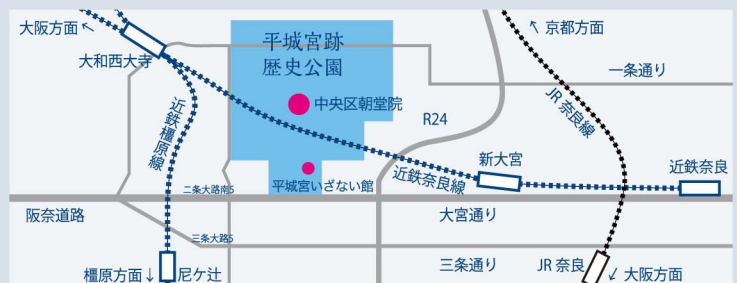 大阪方面←
大和西大寺
平城宮跡
歴史公園
中央区朝堂院
←京都方面
一条通り
R24
JR奈良線
近鉄橿原線
平城宮いざない館
近鉄奈良線
新大宮
近鉄奈良
二条大路南5
阪奈道路
大宮通り
三条大路5
橿原方面↓
尼ケ辻
三条通り
JR奈良
↙大阪方面